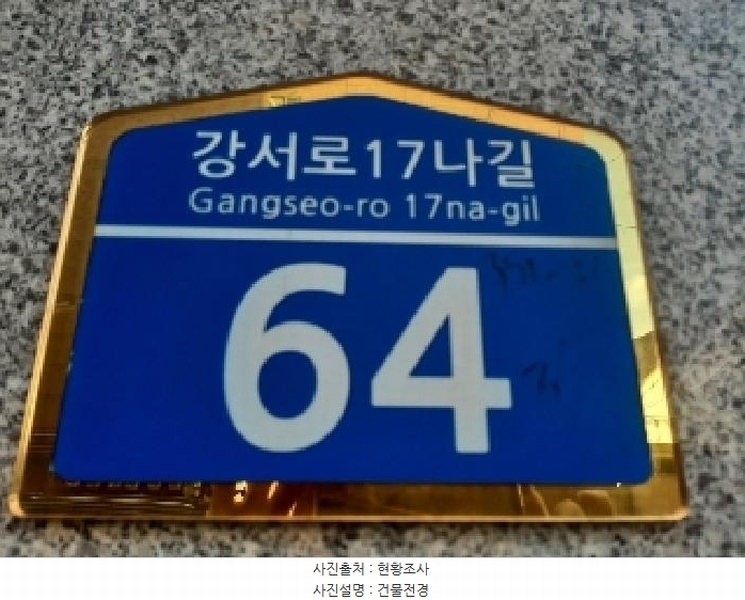 강서로17나길
Gangseo-ro 17na-gil
64
사진출처 : 현황조사
사진설명 : 건물전경